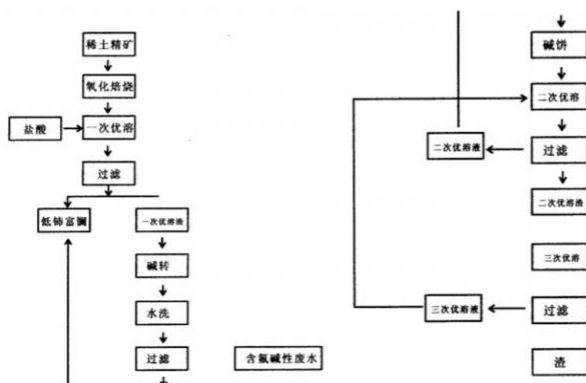 稀土精矿
氧化焙烧
盐酸
一次优溶
过滤
低铈富镧
一次优溶渣
碱转
水洗
过滤
含氟碱性废水
碱饼
二次优溶
二次优溶液
过滤
二次优溶渣
三次优溶
三次优溶液
过滤
渣